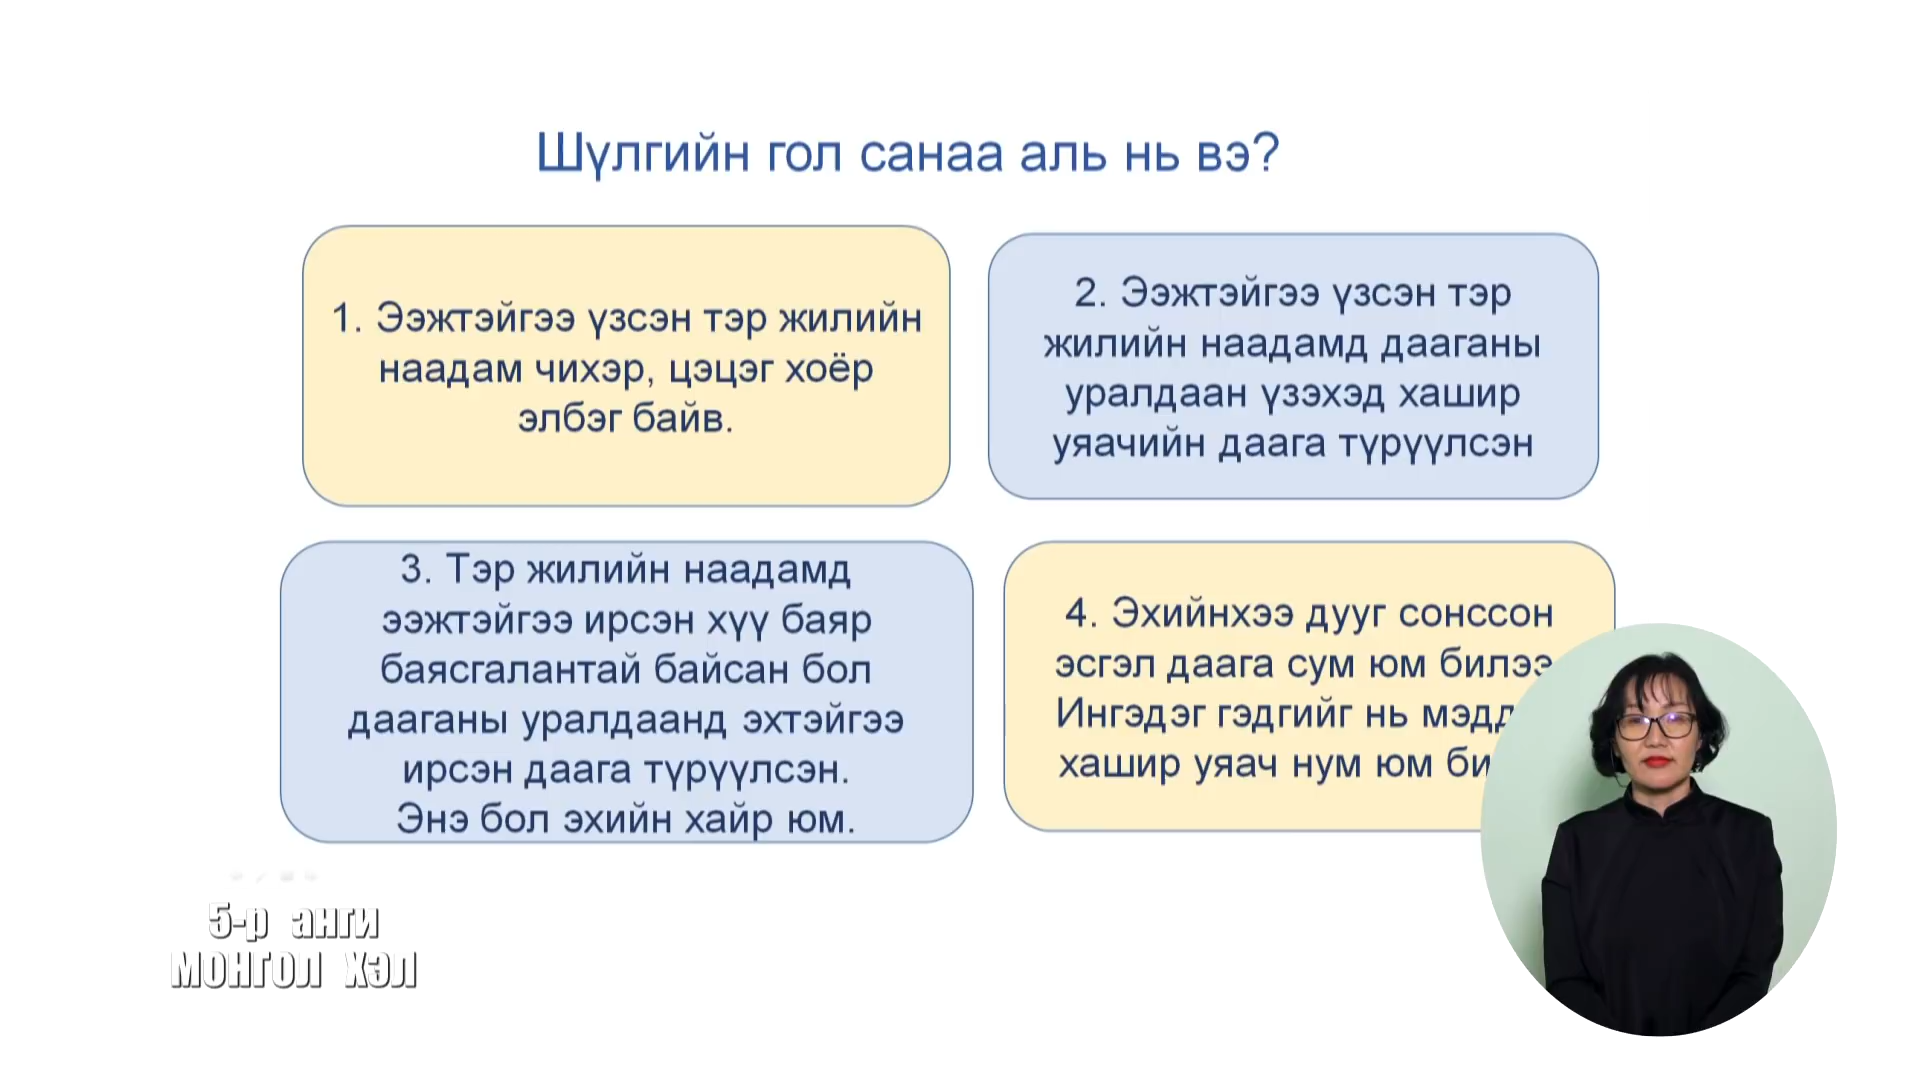 Шүлгийн гол санаа аль нь вэ?
1. Ээжтэйгээ үзсэн тэр жилийн
наадам чихэр, цэцэг хоёр
элбэг байв.
2. Ээжтэйгээ үзсэн тэр
жилийн наадамд дааганы
уралдаан үзэхэд хашир
уяачийн даага түрүүлсэн
3. Тэр жилийн наадамд
ээжтэйгээ ирсэн хүү баяр
баясгалантай байсан бол
дааганы уралдаанд эхтэйгээ
ирсэн даага түрүүлсэн.
Энэ бол эхийн хайр юм.
4. Эхийнхээ дууг сонссон
эсгэл даага сум юм билээ
Ингэдэг гэдгийг нь
хашир уяач нум юм
5-р анги
МОНГОЛ ХЭЛ